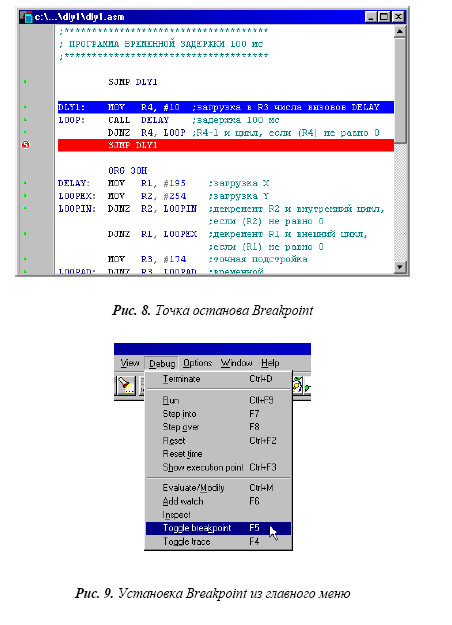 c:\...\dly1\dly1.asm
;**************************************
; ПРОГРАММА ВРЕМЕННОЙ ЗАДЕРЖКИ 100 мс
;**************************************
SJMP DLY1
DLY1: MOV R4, #10 ;загрузка в R3 числа вызовов DELAY
LOOP: CALL DELAY ;задержка 100 мс
DJNZ R4, LOOP ;R4-1 и цикл, если (R4) не равно 0
SJMP DLY1
ORG 30H
DELAY: MOV R1, #195 ;загрузка X
LOOPEX: MOV R2, #254 ;загрузка Y
LOOPIN: DJNZ R2, LOOPIN ;декремент R2 и внутренний цикл,
;если (R2) не равно 0
DJNZ R1, LOOPEX ;декремент R1 и внешний цикл,
;если (R1) не равно 0
MOV R3, #174 ;точная подстройка
LOOPAD: DJNZ R3, LOOPAD ;временной
Рис. 8. Точка останова Breakpoint
View Debug Options Window Help
Terminate Ctrl+D
Run Ctl+F9
Step into F7
Step over F8
Reset Ctrl+F2
Reset time
Show execution point Ctrl+F3
Evaluate/Modify Ctrl+M
Add watch F6
Inspect
Toggle breakpoint F5
Toggle trace F4
Рис. 9. Установка Breakpoint из главного меню